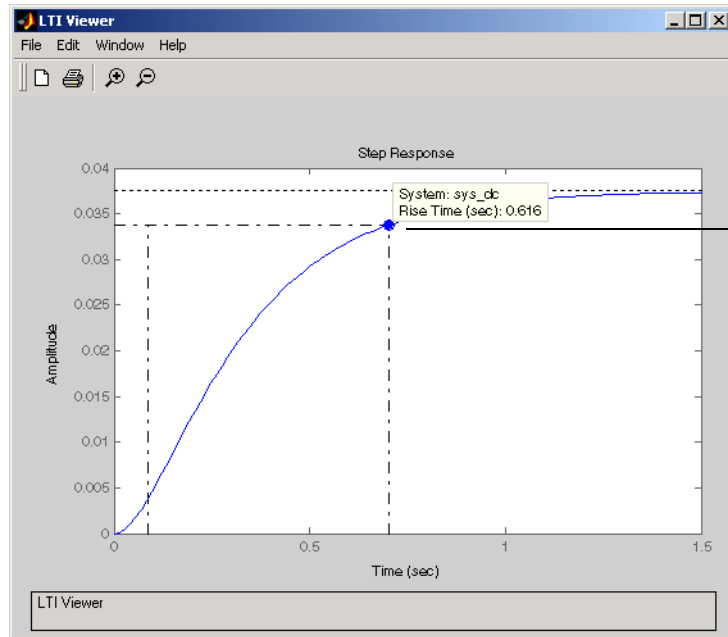 LTI Viewer
File Edit Window Help
Step Response
System: sys_dc
Rise Time (sec): 0.616
0.04
0.035
0.03
0.025
0.02
0.015
0.01
0.005
0
Amplitude
0 0.5 1 1.5
Time (sec)
LTI Viewer